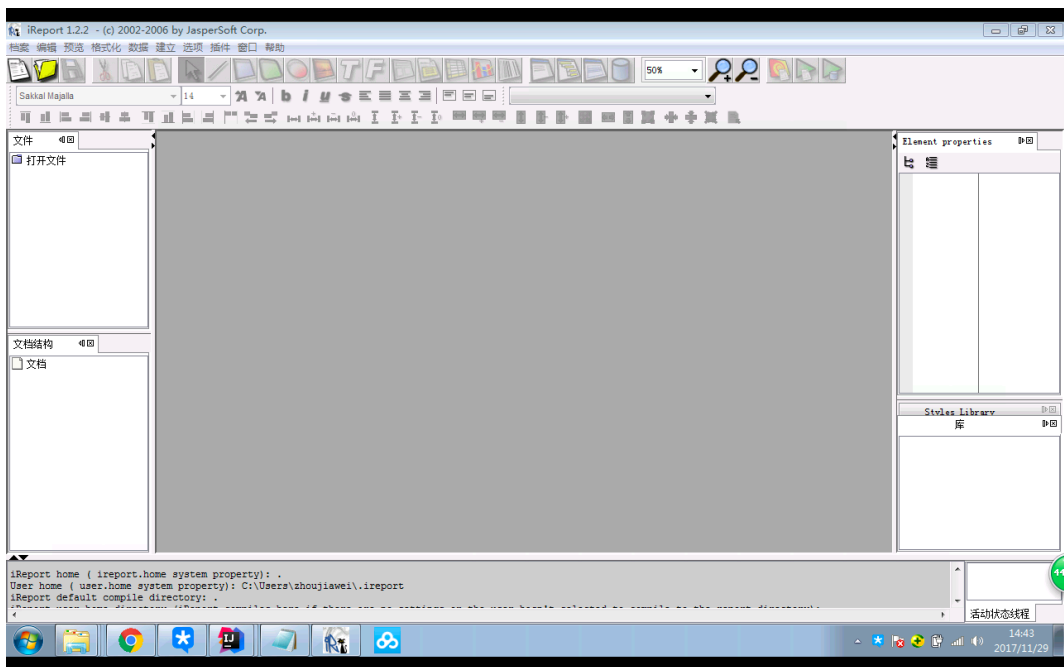 iReport 1.2.2 - (c) 2002-2006 by JasperSoft Corp.
档案 编辑 预览 格式化 数据 建立 选项 插件 窗口 帮助
50%
Sakkal Majalla 14
文件
打开文件
Element properties
文档结构
文档
Styles Library
库
iReport home ( ireport.home system property): .
User home ( user.home system property): C:\Users\zhoujiawei\.ireport
iReport default compile directory: .
44
活动状态线程
14:43
2017/11/29